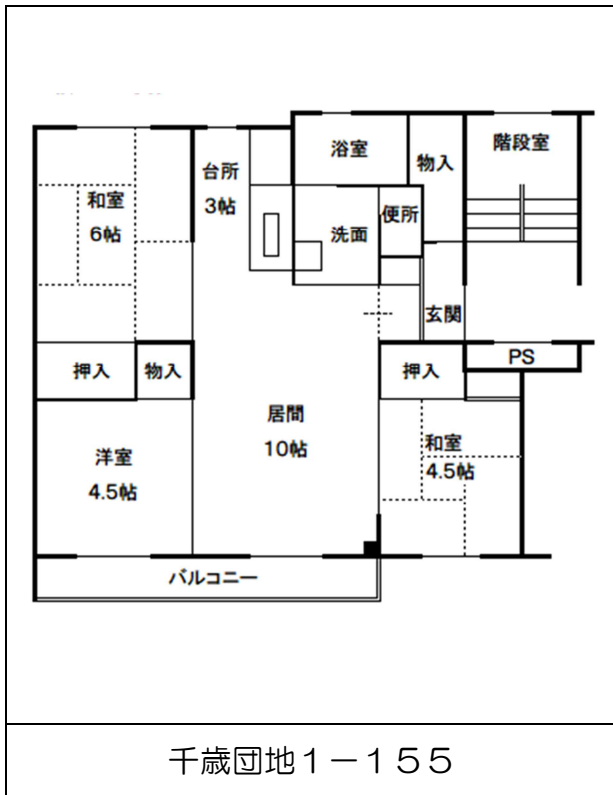 浴室
物入
階段室
台所
3帖
和室
6帖
洗面
便所
玄関
押入
物入
押入
PS
居間
10帖
洋室
4.5帖
和室
4.5帖
バルコニー
千歳団地1－155